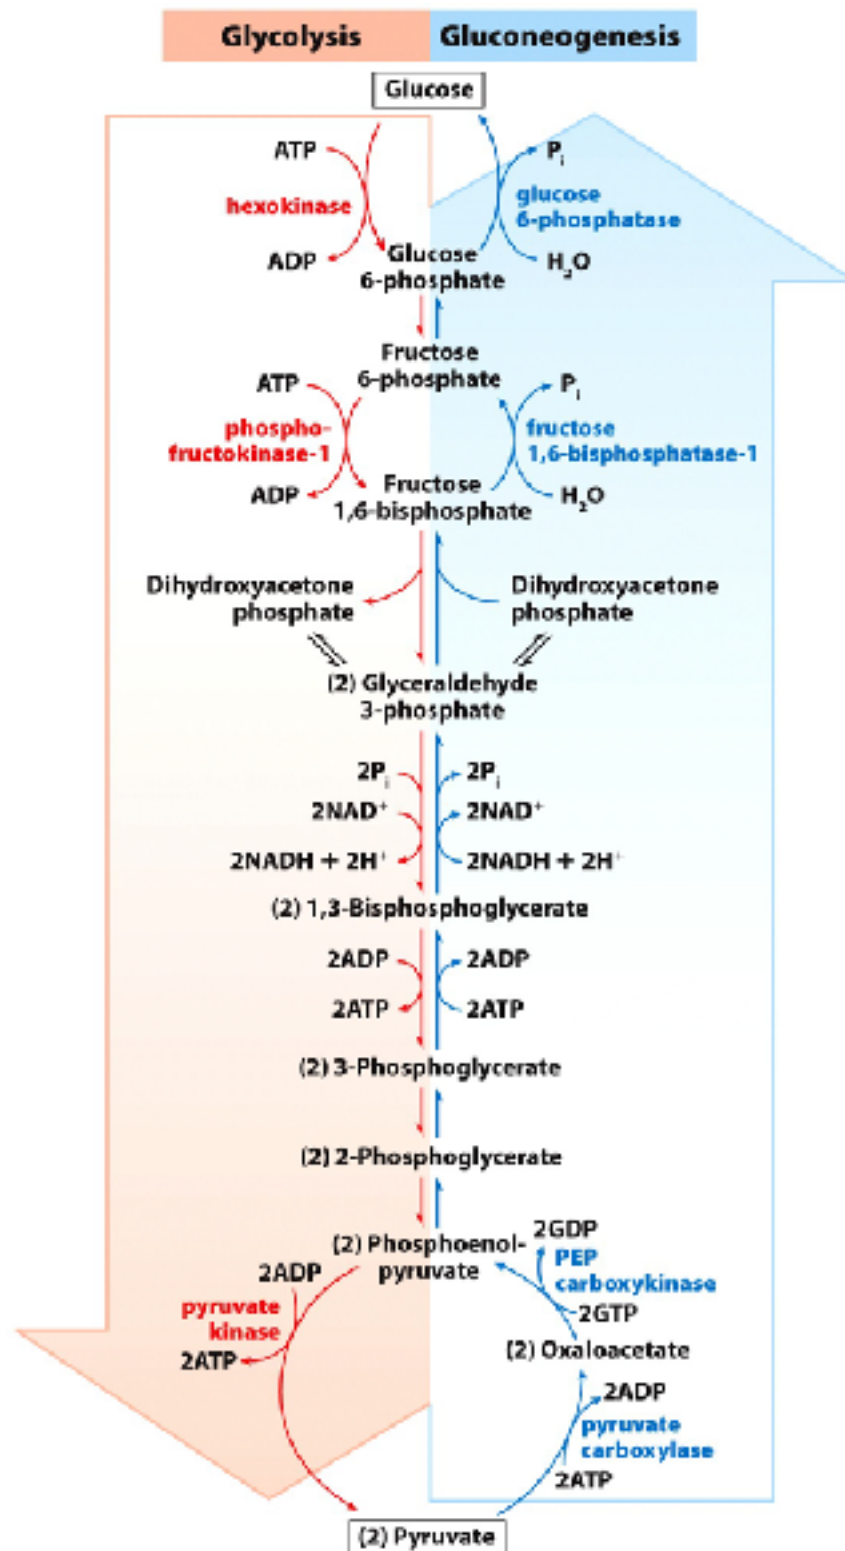 Glycolysis Gluconeogenesis
Glucose
ATP
Pi
hexokinase
glucose
6-phosphatase
ADP
Glucose
6-phosphate
H2O
Fructose
6-phosphate
ATP
Pi
phospho-
fructokinase-1
fructose
1,6-bisphosphatase-1
ADP
Fructose
1,6-bisphosphate
H2O
Dihydroxyacetone
phosphate
Dihydroxyacetone
phosphate
(2) Glyceraldehyde
3-phosphate
2Pi
2Pi
2NAD+
2NAD+
2NADH + 2H+
2NADH + 2H+
(2) 1,3-Bisphosphoglycerate
2ADP
2ADP
2ATP
2ATP
(2) 3-Phosphoglycerate
(2) 2-Phosphoglycerate
(2) Phosphoenol-
pyruvate
2GDP
PEP
carboxykinase
2ADP
pyruvate
kinase
2GTP
2ATP
(2) Oxaloacetate
2ADP
pyruvate
carboxylase
2ATP
(2) Pyruvate